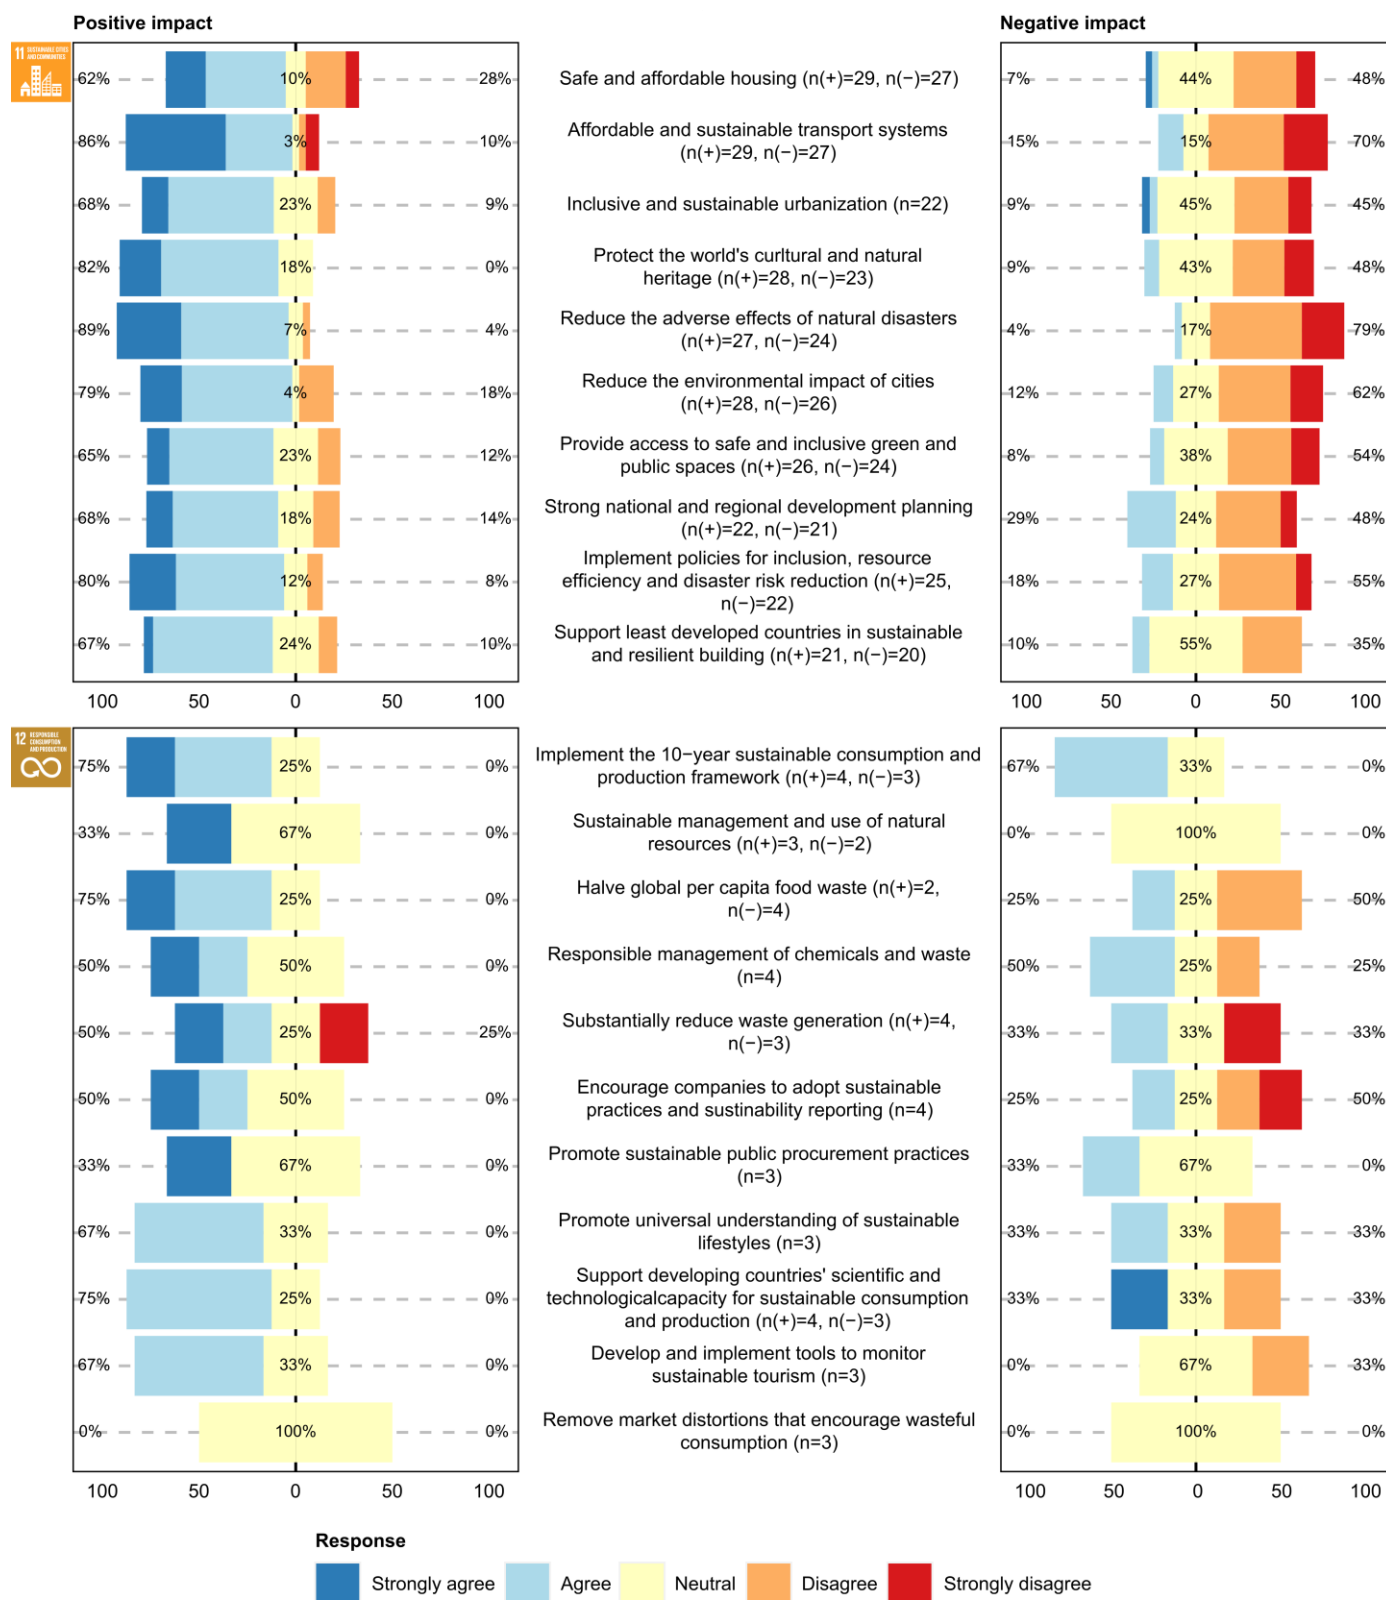 Positive impact
Negative impact
11 SUSTAINABLE CITIES
AND COMMUNITIES
62% 10% 28% Safe and affordable housing (n(+)=29, n(−)=27) 7% 44% 48%
Affordable and sustainable transport systems
86% 3% 10% 15% 15% 70%
(n(+)=29, n(−)=27)
68% 23% 9% Inclusive and sustainable urbanization (n=22) 9% 45% 45%
Protect the world's curltural and natural
82% 18% 0% 9% 43% 48%
heritage (n(+)=28, n(−)=23)
Reduce the adverse effects of natural disasters
89% 7% 4% 4% 17% 79%
(n(+)=27, n(−)=24)
Reduce the environmental impact of cities
79% 4% 18% 12% 27% 62%
(n(+)=28, n(−)=26)
Provide access to safe and inclusive green and
65% 23% 12% 8% 38% 54%
public spaces (n(+)=26, n(−)=24)
Strong national and regional development planning
68% 18% 14% 29% 24% 48%
(n(+)=22, n(−)=21)
Implement policies for inclusion, resource
80% 12% 8% efficiency and disaster risk reduction (n(+)=25, 18% 27% 55%
n(−)=22)
Support least developed countries in sustainable
67% 24% 10% 10% 55% 35%
and resilient building (n(+)=21, n(−)=20)
100 50 0 50 100 100 50 0 50 100
12 RESPONSIBLE
CONSUMPTION
AND PRODUCTION
Implement the 10−year sustainable consumption and
75% 25% 0% 67% 33% 0%
production framework (n(+)=4, n(−)=3)
Sustainable management and use of natural
33% 67% 0% 0% 100% 0%
resources (n(+)=3, n(−)=2)
Halve global per capita food waste (n(+)=2,
75% 25% 0% 25% 25% 50%
n(−)=4)
Responsible management of chemicals and waste
50% 50% 0% 50% 25% 25%
(n=4)
Substantially reduce waste generation (n(+)=4,
50% 25% 25% 33% 33% 33%
n(−)=3)
Encourage companies to adopt sustainable
50% 50% 0% 25% 25% 50%
practices and sustinability reporting (n=4)
Promote sustainable public procurement practices
33% 67% 0% 33% 67% 0%
(n=3)
Promote universal understanding of sustainable
67% 33% 0% 33% 33% 33%
lifestyles (n=3)
Support developing countries' scientific and
75% 25% 0% technologicalcapacity for sustainable consumption 33% 33% 33%
and production (n(+)=4, n(−)=3)
Develop and implement tools to monitor
67% 33% 0% 0% 67% 33%
sustainable tourism (n=3)
Remove market distortions that encourage wasteful
0% 100% 0% 0% 100% 0%
consumption (n=3)
100 50 0 50 100 100 50 0 50 100
Response
Strongly agree Agree Neutral Disagree Strongly disagree